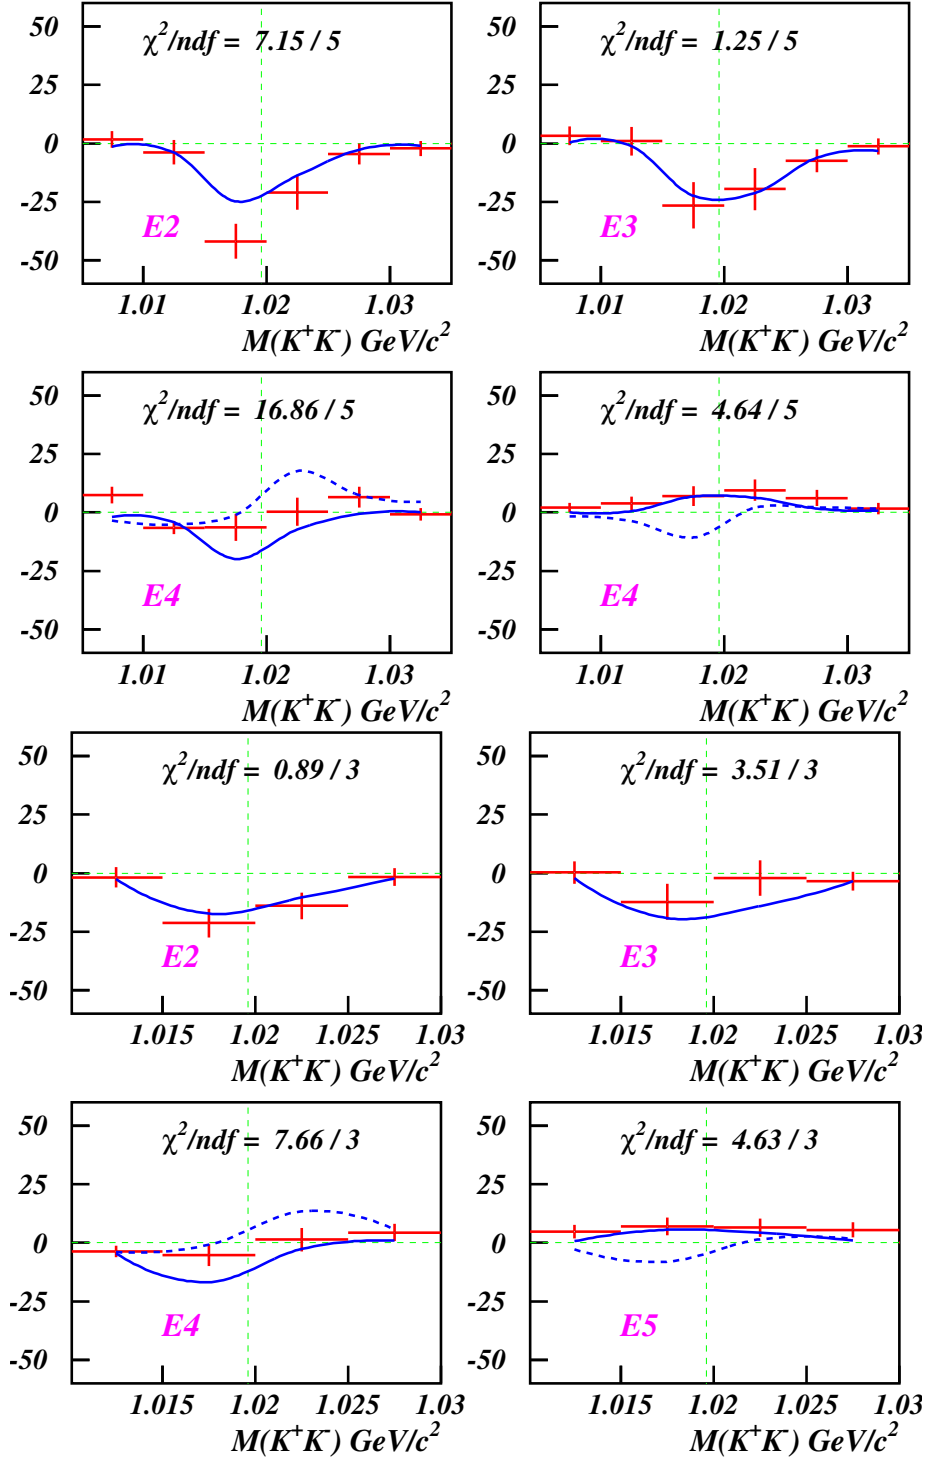 50
25
0
-25
-50
χ²/ndf = 7.15 / 5
E2
1.01 1.02 1.03
M(K⁺K⁻) GeV/c²
50
25
0
-25
-50
χ²/ndf = 1.25 / 5
E3
1.01 1.02 1.03
M(K⁺K⁻) GeV/c²
50
25
0
-25
-50
χ²/ndf = 16.86 / 5
E4
1.01 1.02 1.03
M(K⁺K⁻) GeV/c²
50
25
0
-25
-50
χ²/ndf = 4.64 / 5
E4
1.01 1.02 1.03
M(K⁺K⁻) GeV/c²
50
25
0
-25
-50
χ²/ndf = 0.89 / 3
E2
1.015 1.02 1.025 1.03
M(K⁺K⁻) GeV/c²
50
25
0
-25
-50
χ²/ndf = 3.51 / 3
E3
1.015 1.02 1.025 1.03
M(K⁺K⁻) GeV/c²
50
25
0
-25
-50
χ²/ndf = 7.66 / 3
E4
1.015 1.02 1.025 1.03
M(K⁺K⁻) GeV/c²
50
25
0
-25
-50
χ²/ndf = 4.63 / 3
E5
1.015 1.02 1.025 1.03
M(K⁺K⁻) GeV/c²